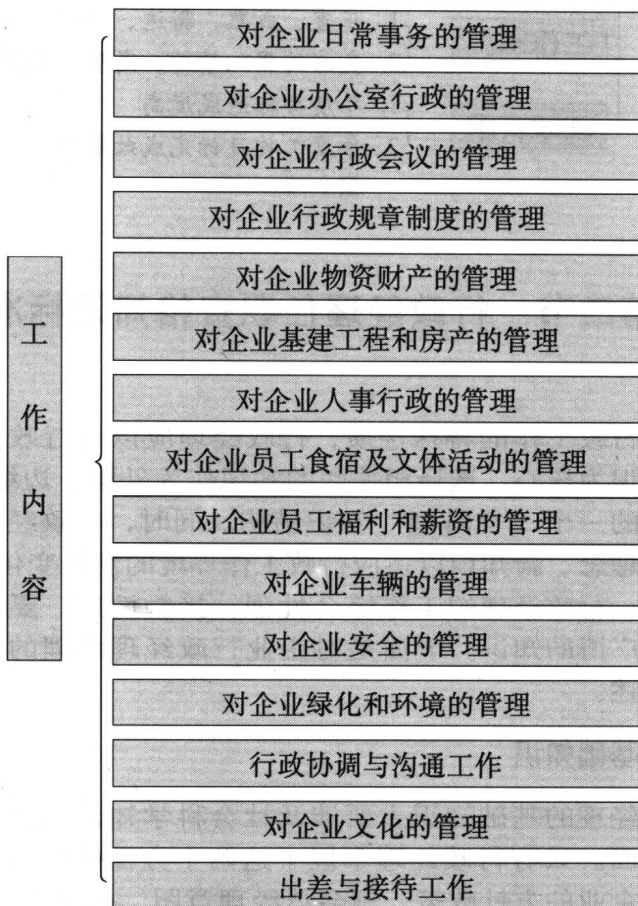 工作内容
对企业日常事务的管理
对企业办公室行政的管理
对企业行政会议的管理
对企业行政规章制度的管理
对企业物资财产的管理
对企业基建工程和房产的管理
对企业人事行政的管理
对企业员工食宿及文体活动的管理
对企业员工福利和薪资的管理
对企业车辆的管理
对企业安全的管理
对企业绿化和环境的管理
行政协调与沟通工作
对企业文化的管理
出差与接待工作